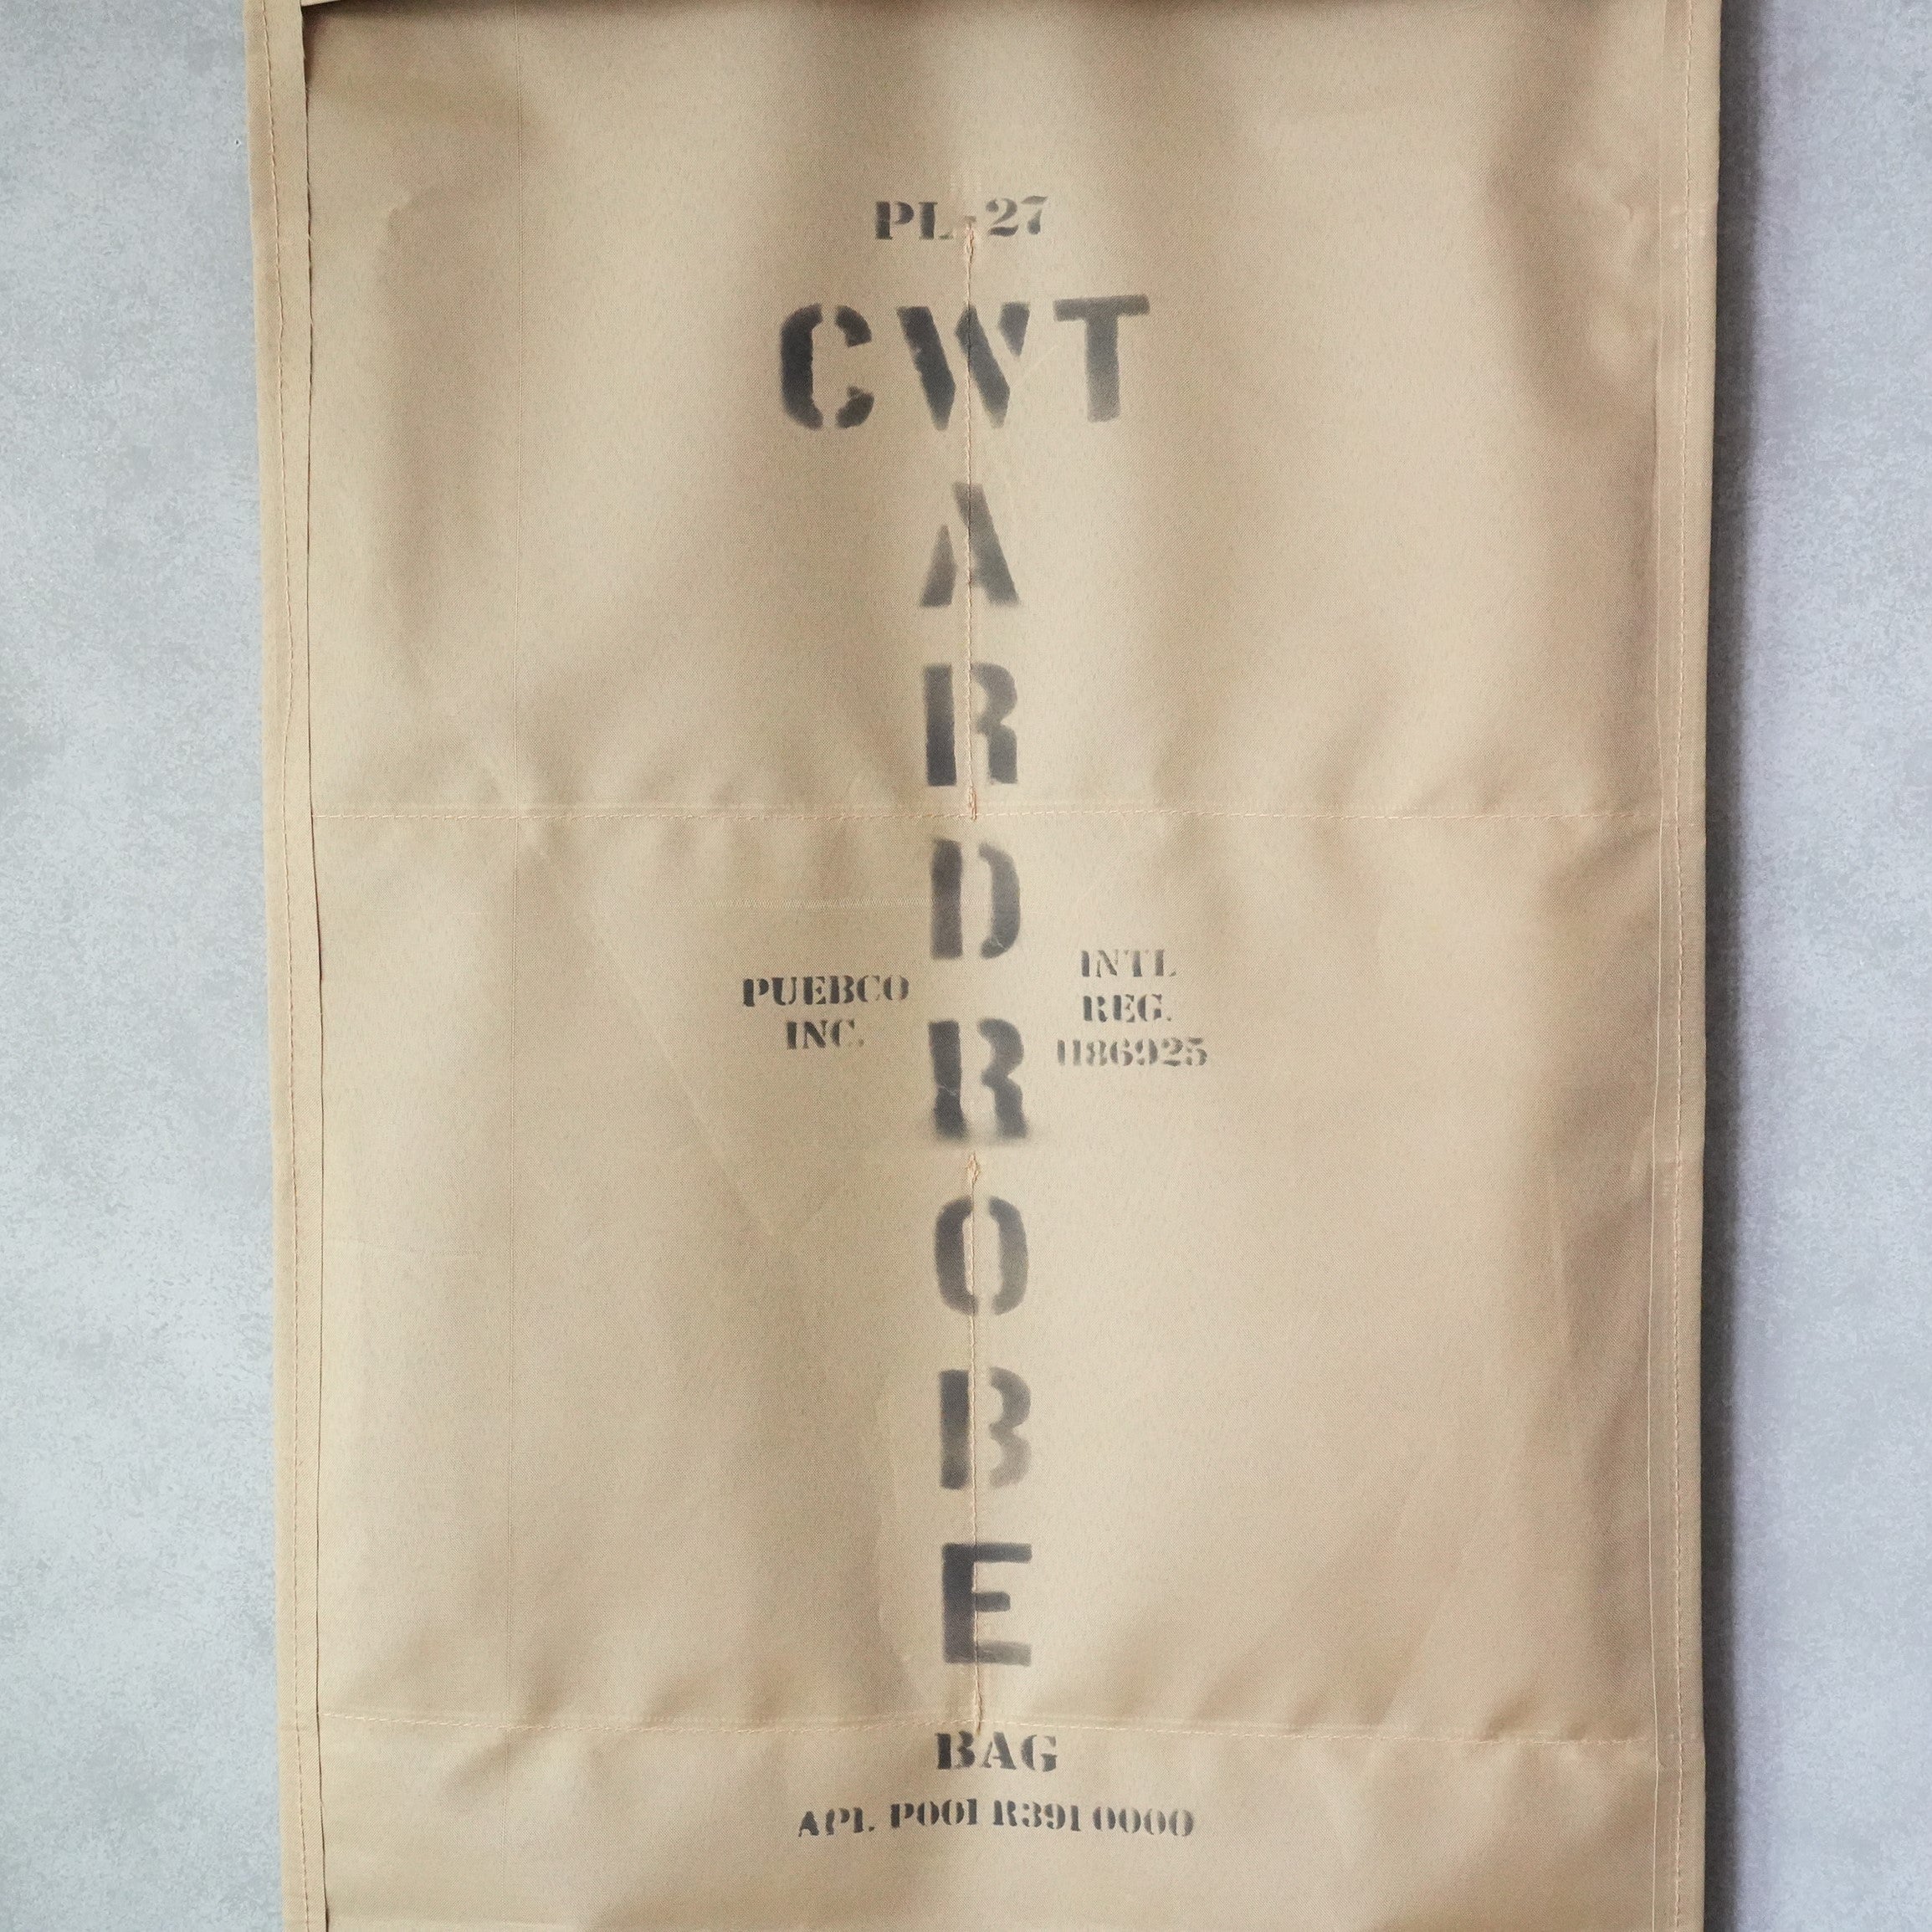 PL-27
CWT
A
R
D
R
O
B
E
PUEBCO
INC.
INTL
REG.
1186925
BAG
APL P001 R391 0000